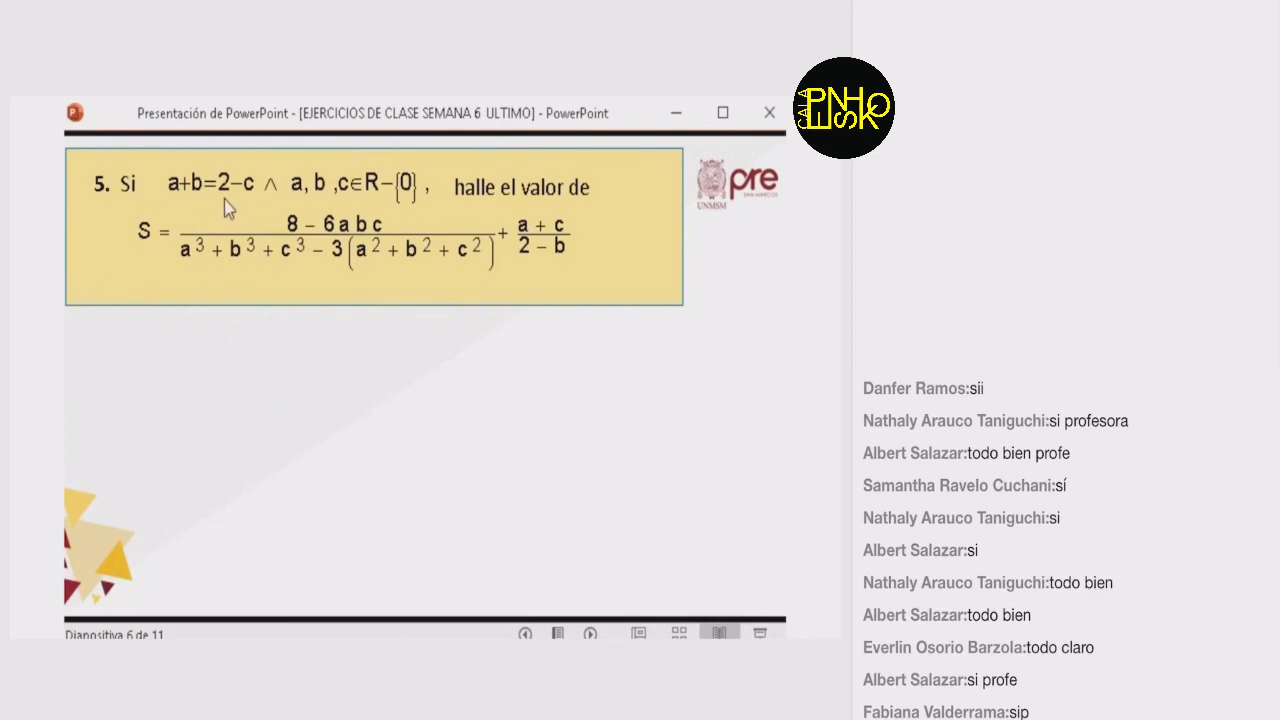 Presentación de PowerPoint - [EJERCICIOS DE CLASE SEMANA 6 ULTIMO] - PowerPoint
5. Si a+b=2−c ∧ a, b ,c∈R−{0} , halle el valor de
S = (8 − 6 a b c) / (a³ + b³ + c³ − 3(a² + b² + c²)) + (a + c) / (2 − b)
pre
SAN MARCOS
UNMSM
Diapositiva 6 de 11
Danfer Ramos:sii
Nathaly Arauco Taniguchi:si profesora
Albert Salazar:todo bien profe
Samantha Ravelo Cuchani:sí
Nathaly Arauco Taniguchi:si
Albert Salazar:si
Nathaly Arauco Taniguchi:todo bien
Albert Salazar:todo bien
Everlin Osorio Barzola:todo claro
Albert Salazar:si profe
Fabiana Valderrama:sip